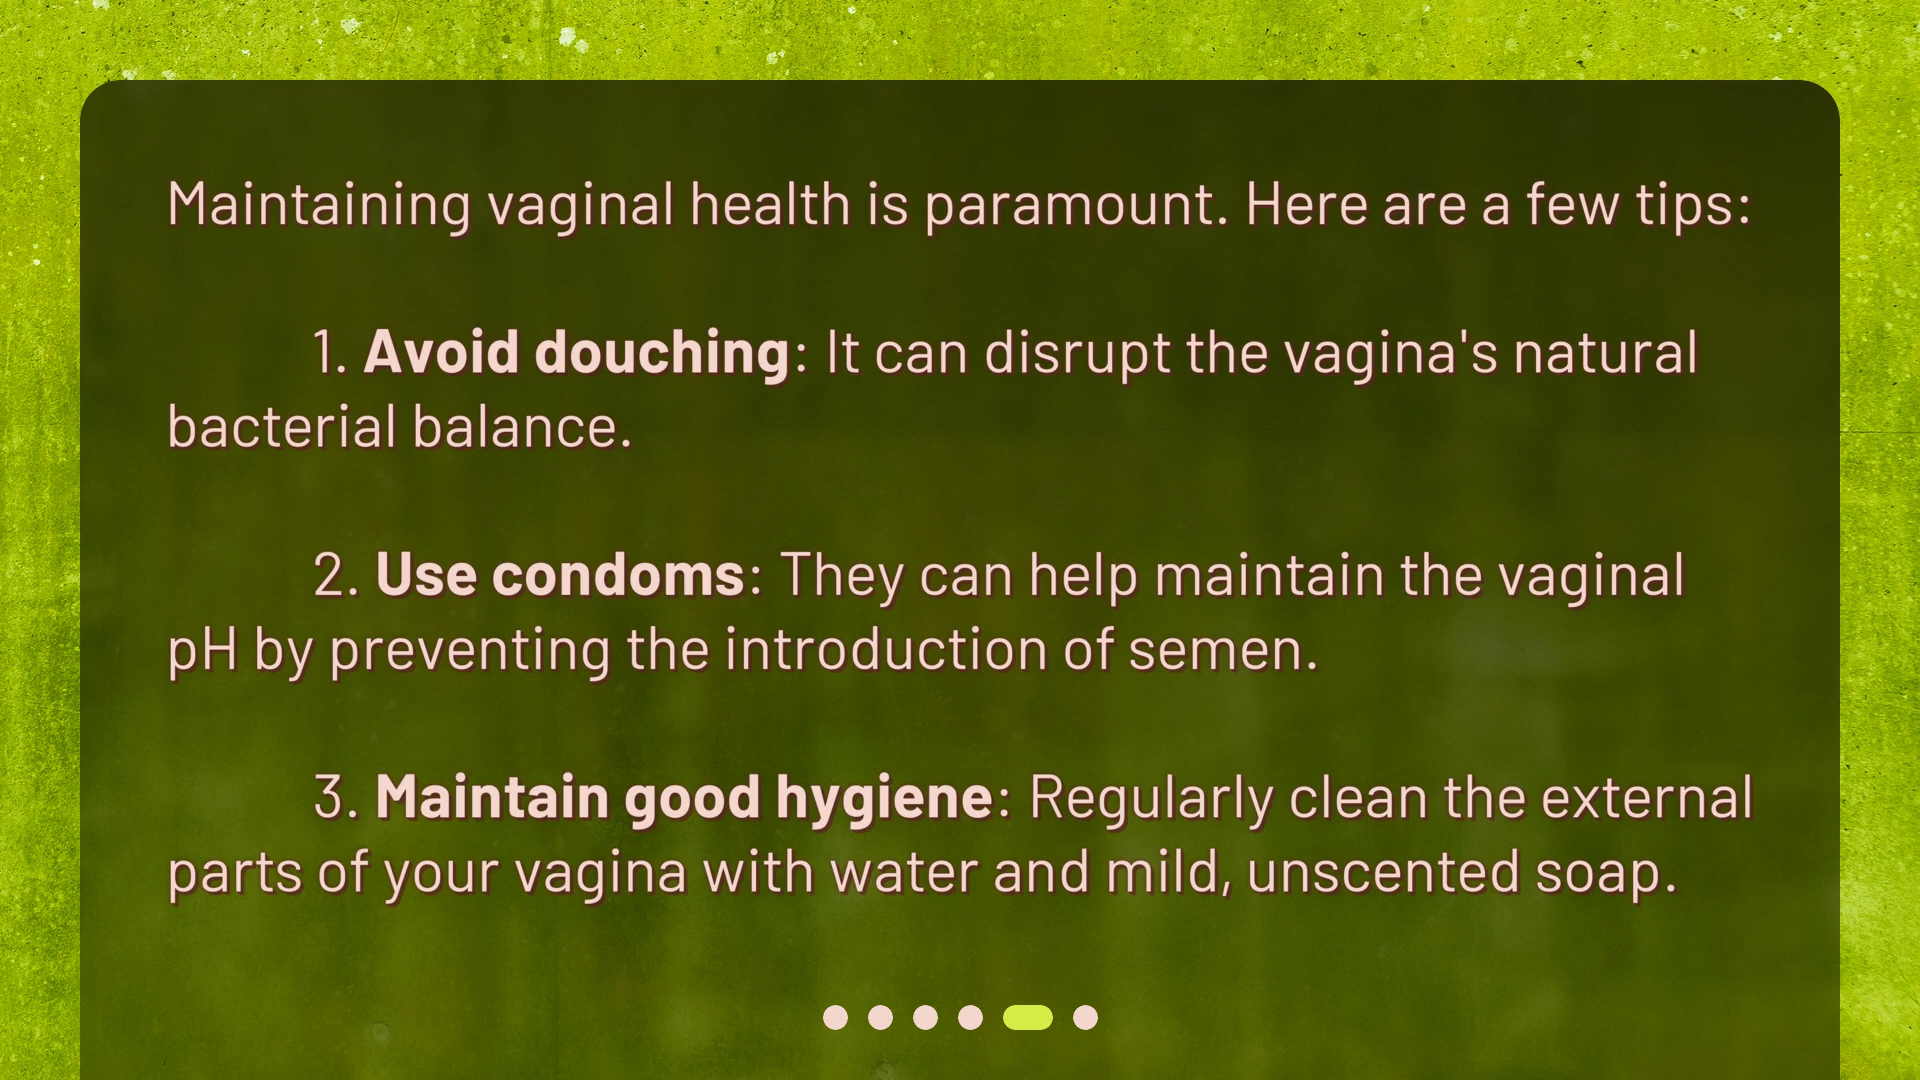 Maintaining vaginal health is paramount. Here are a few tips:
1. Avoid douching: It can disrupt the vagina's natural
bacterial balance.
2. Use condoms: They can help maintain the vaginal
pH by preventing the introduction of semen.
3. Maintain good hygiene: Regularly clean the external
parts of your vagina with water and mild, unscented soap.